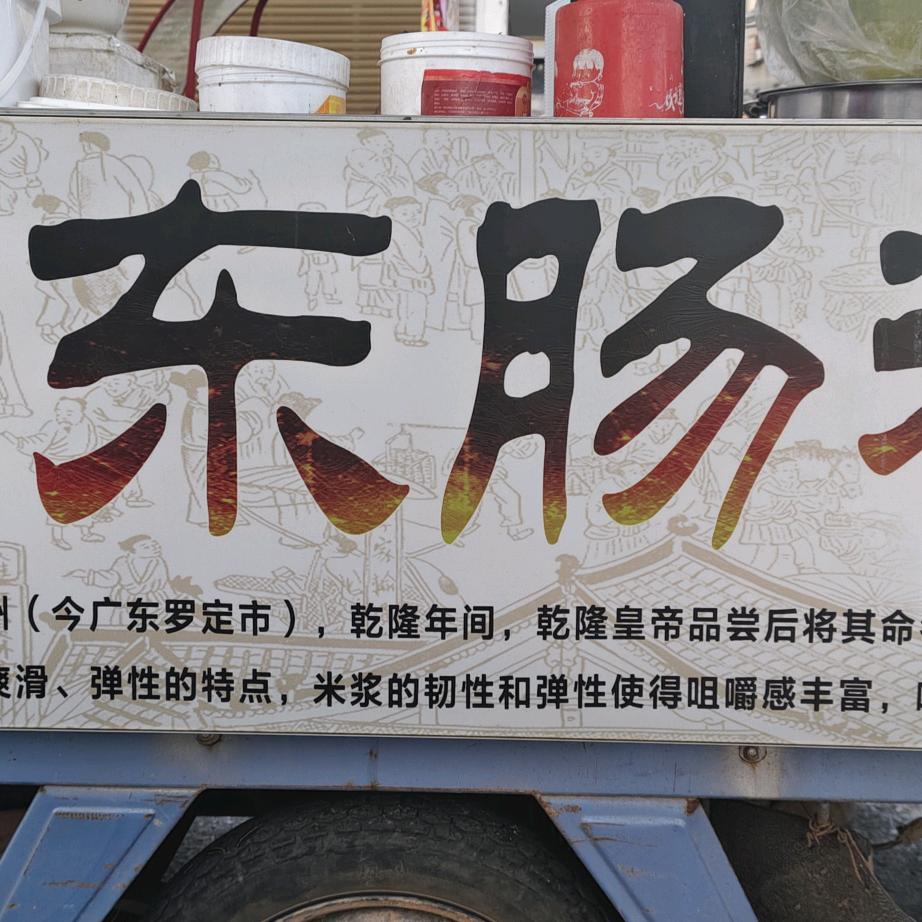 东肠
（今广东罗定市），乾隆年间，乾隆皇帝品尝后将其命
爽滑、弹性的特点，米浆的韧性和弹性使得咀嚼感丰富，